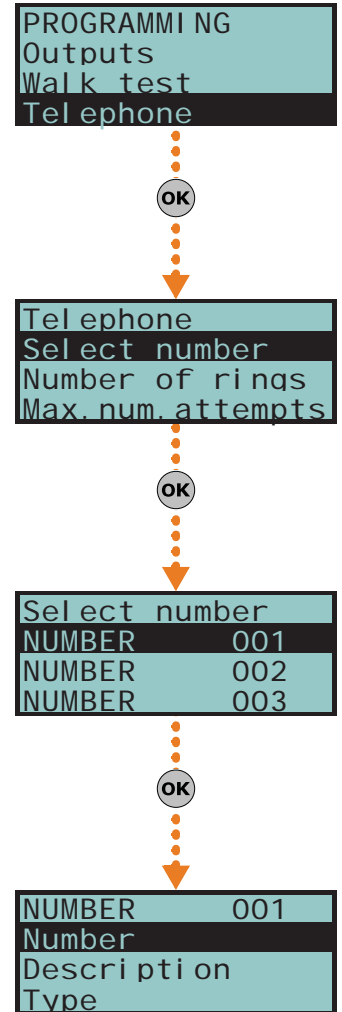 PROGRAMMING
Outputs
Walk test
Telephone
OK
Telephone
Select number
Number of rings
Max.num.attempts
OK
Select number
NUMBER 001
NUMBER 002
NUMBER 003
OK
NUMBER 001
Number
Description
Type